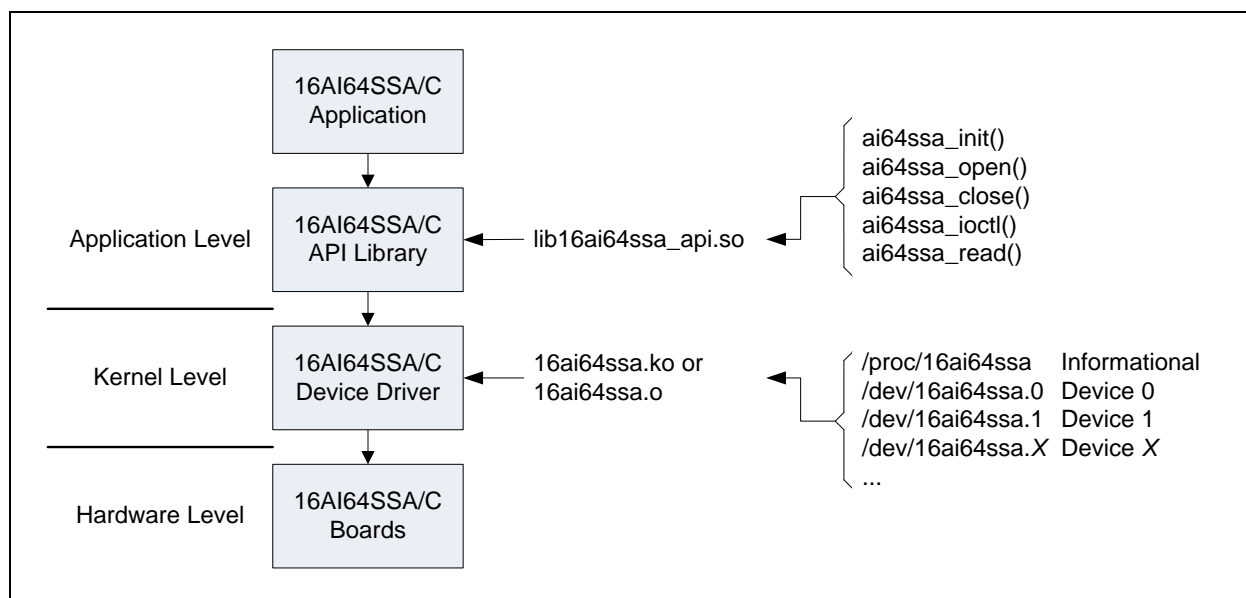 16AI64SSA/C
Application
Application Level
16AI64SSA/C
API Library
lib16ai64ssa_api.so
ai64ssa_init()
ai64ssa_open()
ai64ssa_close()
ai64ssa_ioctl()
ai64ssa_read()
Kernel Level
16AI64SSA/C
Device Driver
16ai64ssa.ko or
16ai64ssa.o
/proc/16ai64ssa Informational
/dev/16ai64ssa.0 Device 0
/dev/16ai64ssa.1 Device 1
/dev/16ai64ssa.X Device X
...
Hardware Level
16AI64SSA/C
Boards